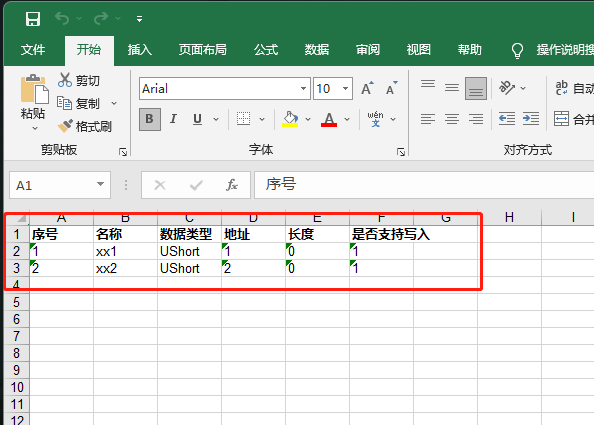 文件 开始 插入 页面布局 公式 数据 审阅 视图 帮助 操作说明搜
粘贴 剪切 复制 格式刷
Arial 10 A A
B I U A wén 文
ab 自动
合并
剪贴板 字体 对齐方式
A1 fx 序号
A B C D E F G H I
1 序号 名称 数据类型 地址 长度 是否支持写入
2 1 xx1 UShort 1 0 1
3 2 xx2 UShort 2 0 1
4
5
6
7
8
9
10
11
12